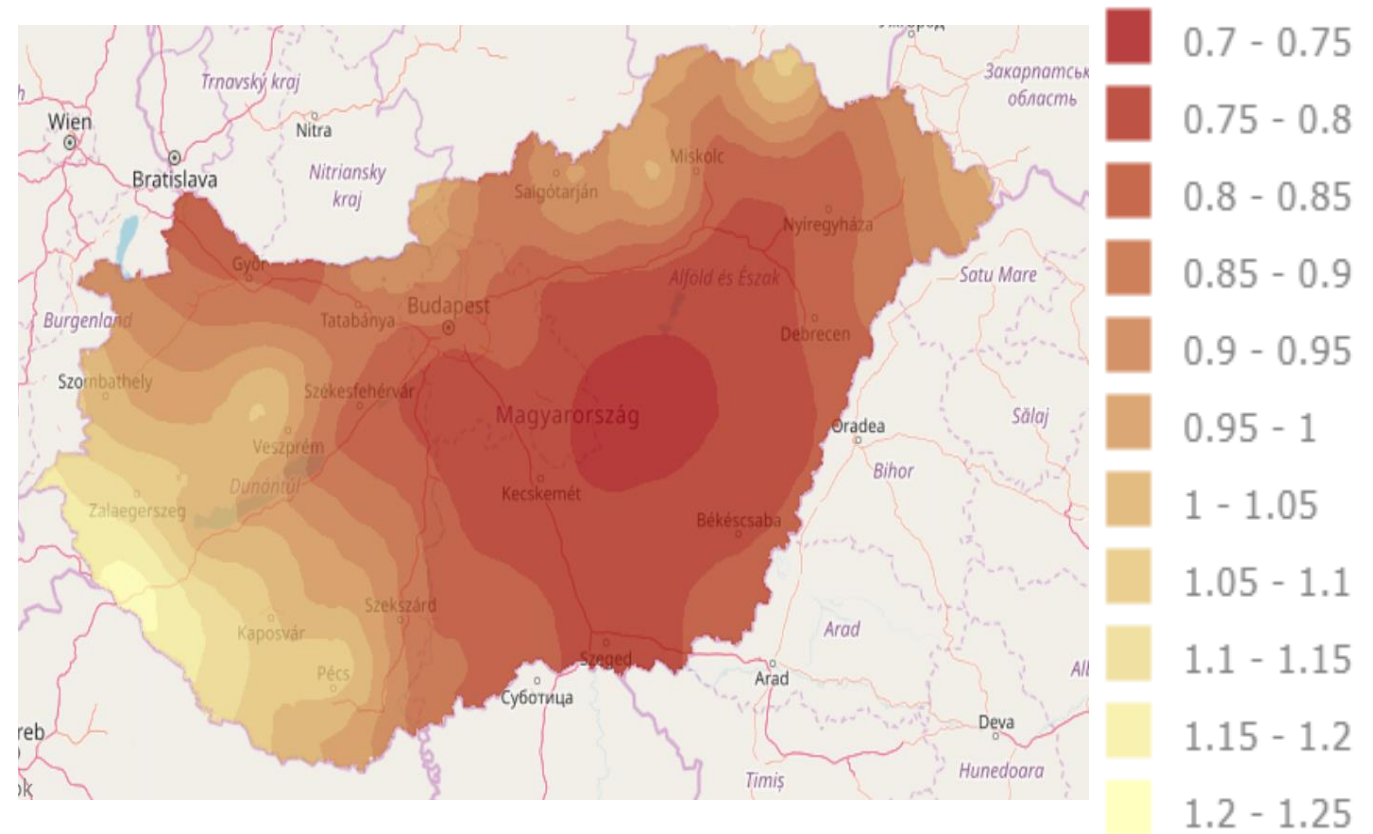 Trnavský kraj
Wien
Nitra
Bratislava
Nitriansky
kraj
Закарпатськ
область
Miskolc
Salgótarján
Nyíregyháza
Satu Mare
Győr
Alföld és Észak
Burgenland
Tatabánya
Budapest
Debrecen
Szombathely
Székesfehérvár
Magyarország
Oradea
Sălaj
Veszprém
Bihor
Dunántúl
Kecskemét
Zalaegerszeg
Békéscsaba
Szekszárd
Kaposvár
Arad
Pécs
Szeged
Суботица
Arad
Deva
reb
Timiș
Hunedoara
0.7 - 0.75
0.75 - 0.8
0.8 - 0.85
0.85 - 0.9
0.9 - 0.95
0.95 - 1
1 - 1.05
1.05 - 1.1
1.1 - 1.15
1.15 - 1.2
1.2 - 1.25